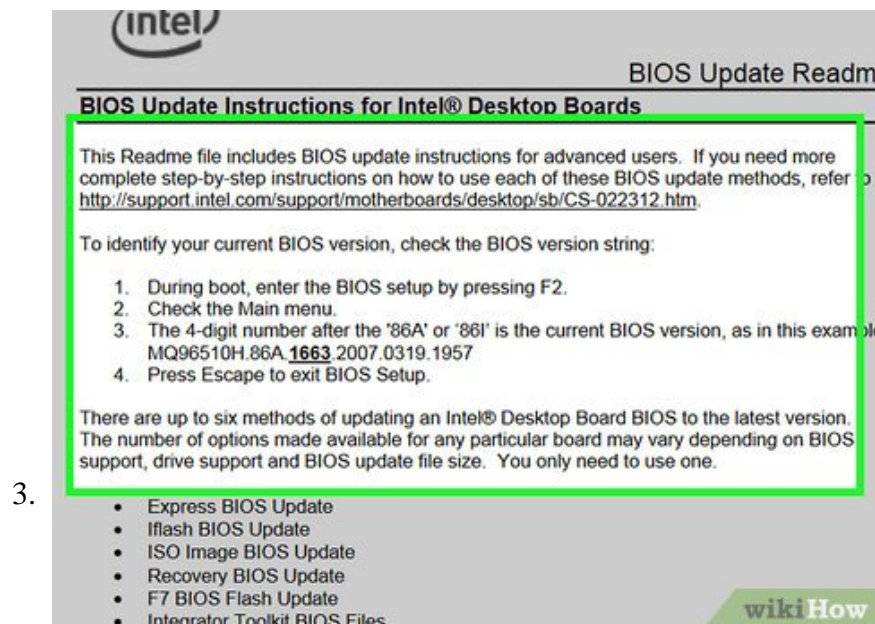 (intel)
BIOS Update Readm
BIOS Update Instructions for Intel® Desktop Boards
This Readme file includes BIOS update instructions for advanced users. If you need more
complete step-by-step instructions on how to use each of these BIOS update methods, refer to
http://support.intel.com/support/motherboards/desktop/sb/CS-022312.htm.
To identify your current BIOS version, check the BIOS version string:
1. During boot, enter the BIOS setup by pressing F2.
2. Check the Main menu.
3. The 4-digit number after the '86A' or '86I' is the current BIOS version, as in this example
MQ96510H.86A.1663.2007.0319.1957
4. Press Escape to exit BIOS Setup.
There are up to six methods of updating an Intel® Desktop Board BIOS to the latest version.
The number of options made available for any particular board may vary depending on BIOS
support, drive support and BIOS update file size. You only need to use one.
3.
• Express BIOS Update
• Iflash BIOS Update
• ISO Image BIOS Update
• Recovery BIOS Update
• F7 BIOS Flash Update
• Integrator Toolkit BIOS Files
wikiHow